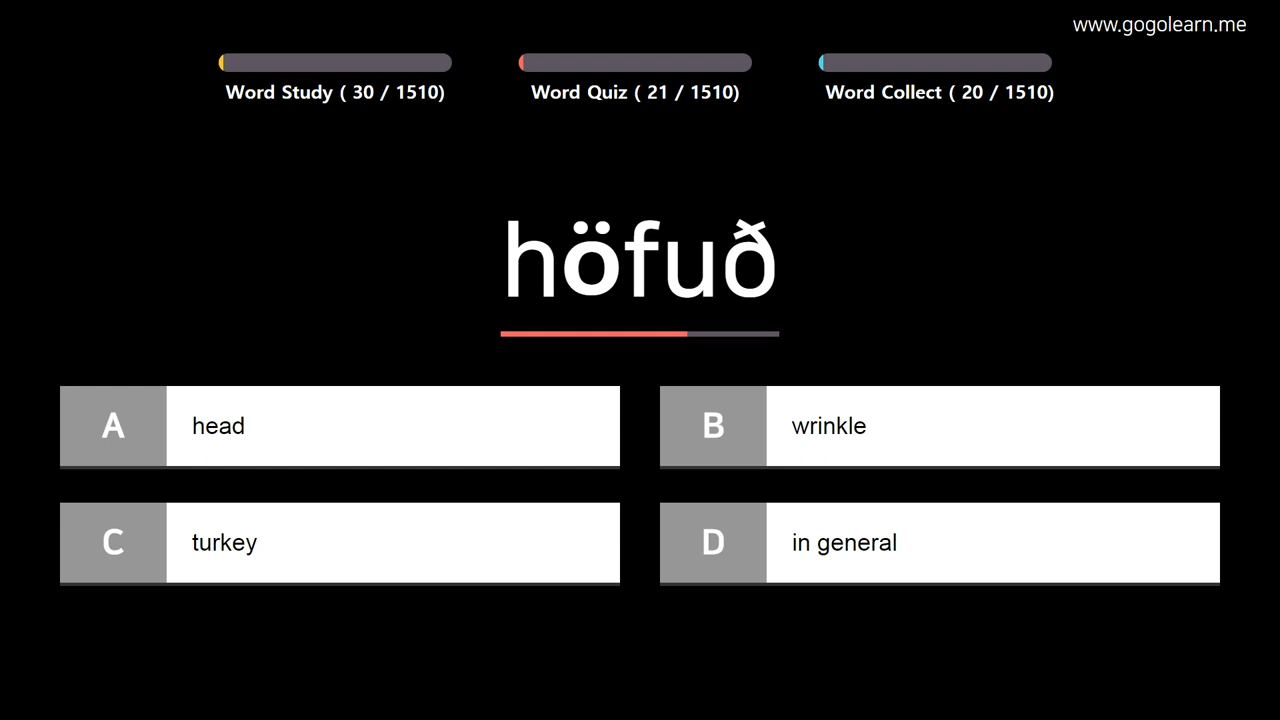 www.gogolearn.me
Word Study ( 30 / 1510)
Word Quiz ( 21 / 1510)
Word Collect ( 20 / 1510)
höfuð
A head
B wrinkle
C turkey
D in general